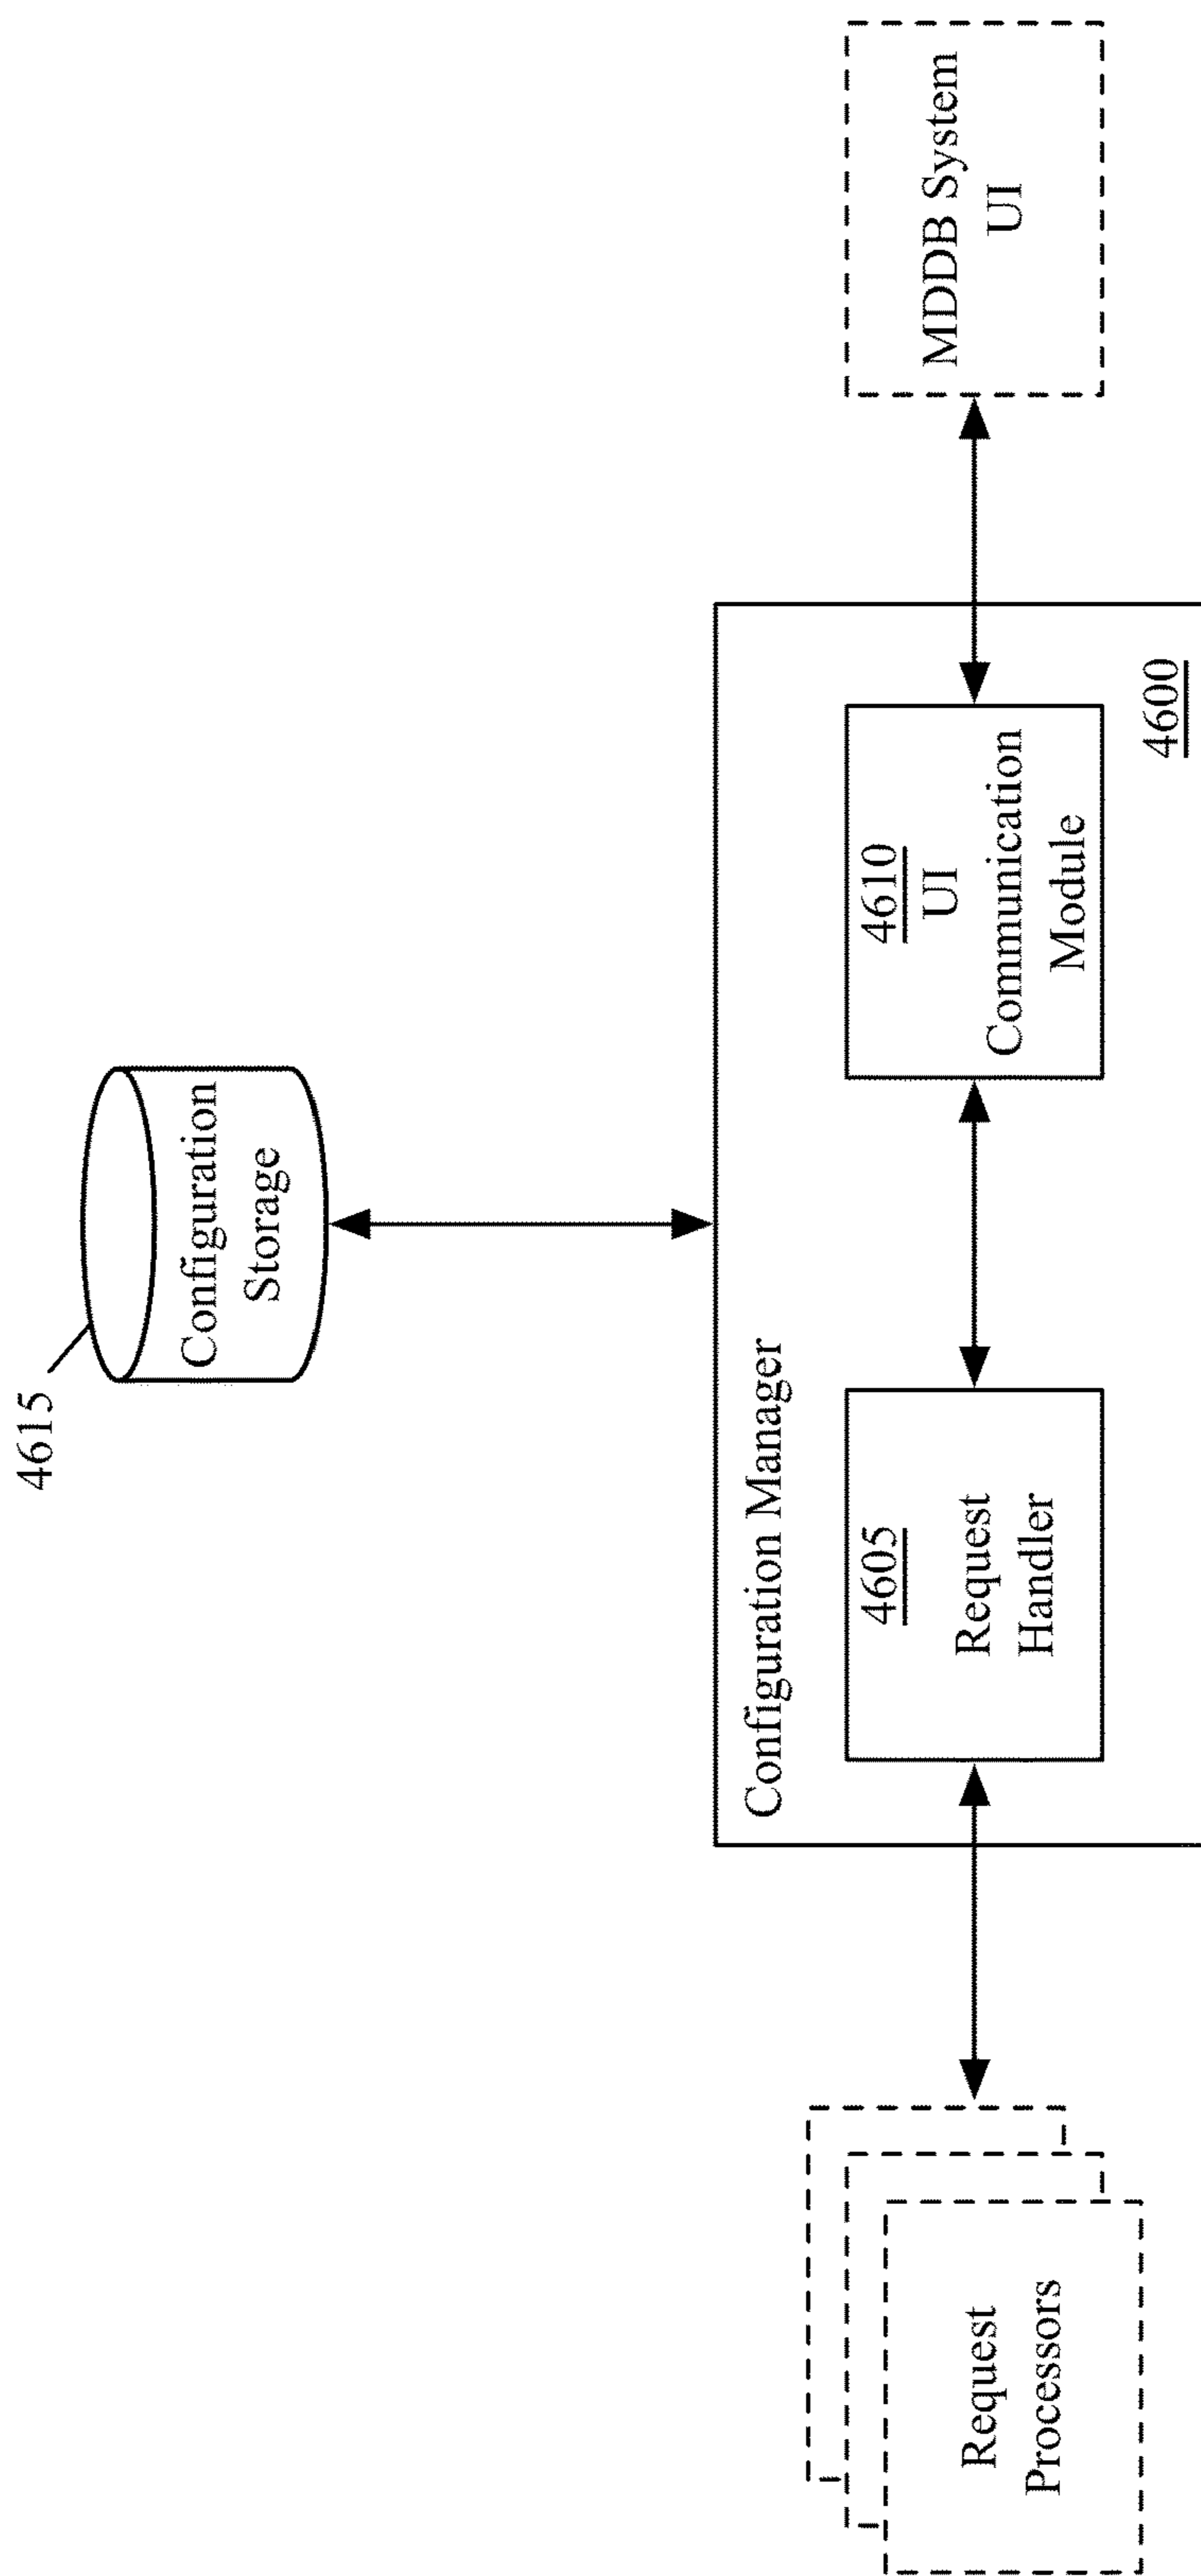 4615
Configuration
Storage
Configuration Manager
Request
Processors
4605
Request
Handler
4610
UI
Communication
Module
4600
MDDB System
UI